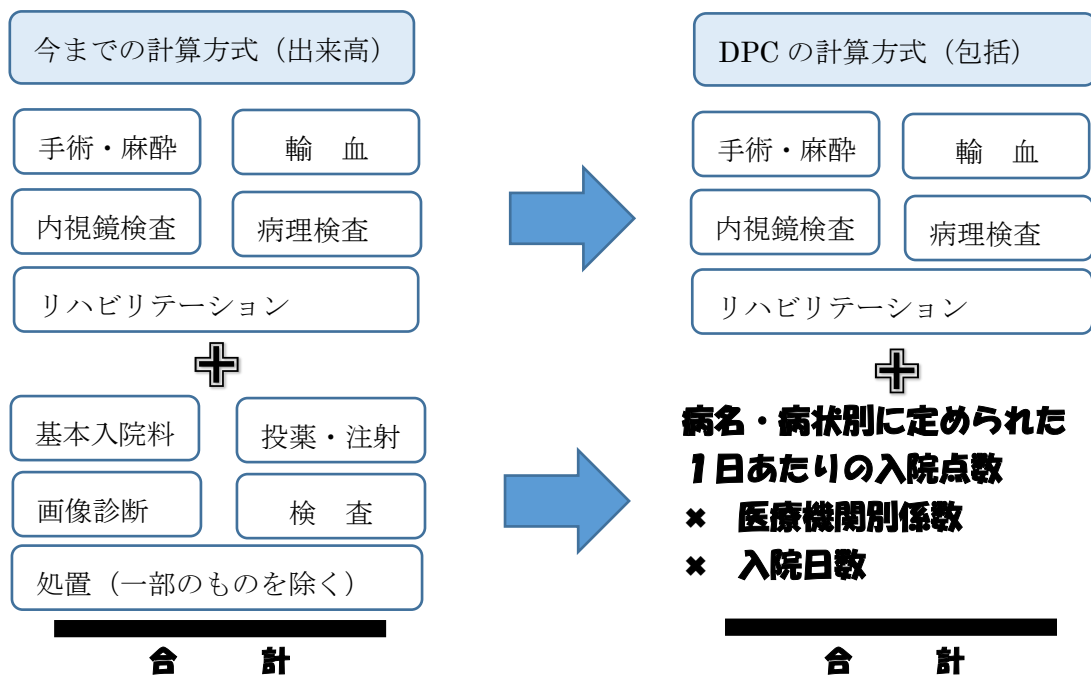 今までの計算方式（出来高）
手術・麻酔
輸　血
内視鏡検査
病理検査
リハビリテーション
基本入院料
投薬・注射
画像診断
検　査
処置（一部のものを除く）
合　計
DPC の計算方式（包括）
手術・麻酔
輸　血
内視鏡検査
病理検査
リハビリテーション
病名・病状別に定められた
１日あたりの入院点数
×　医療機関別係数
×　入院日数
合　計